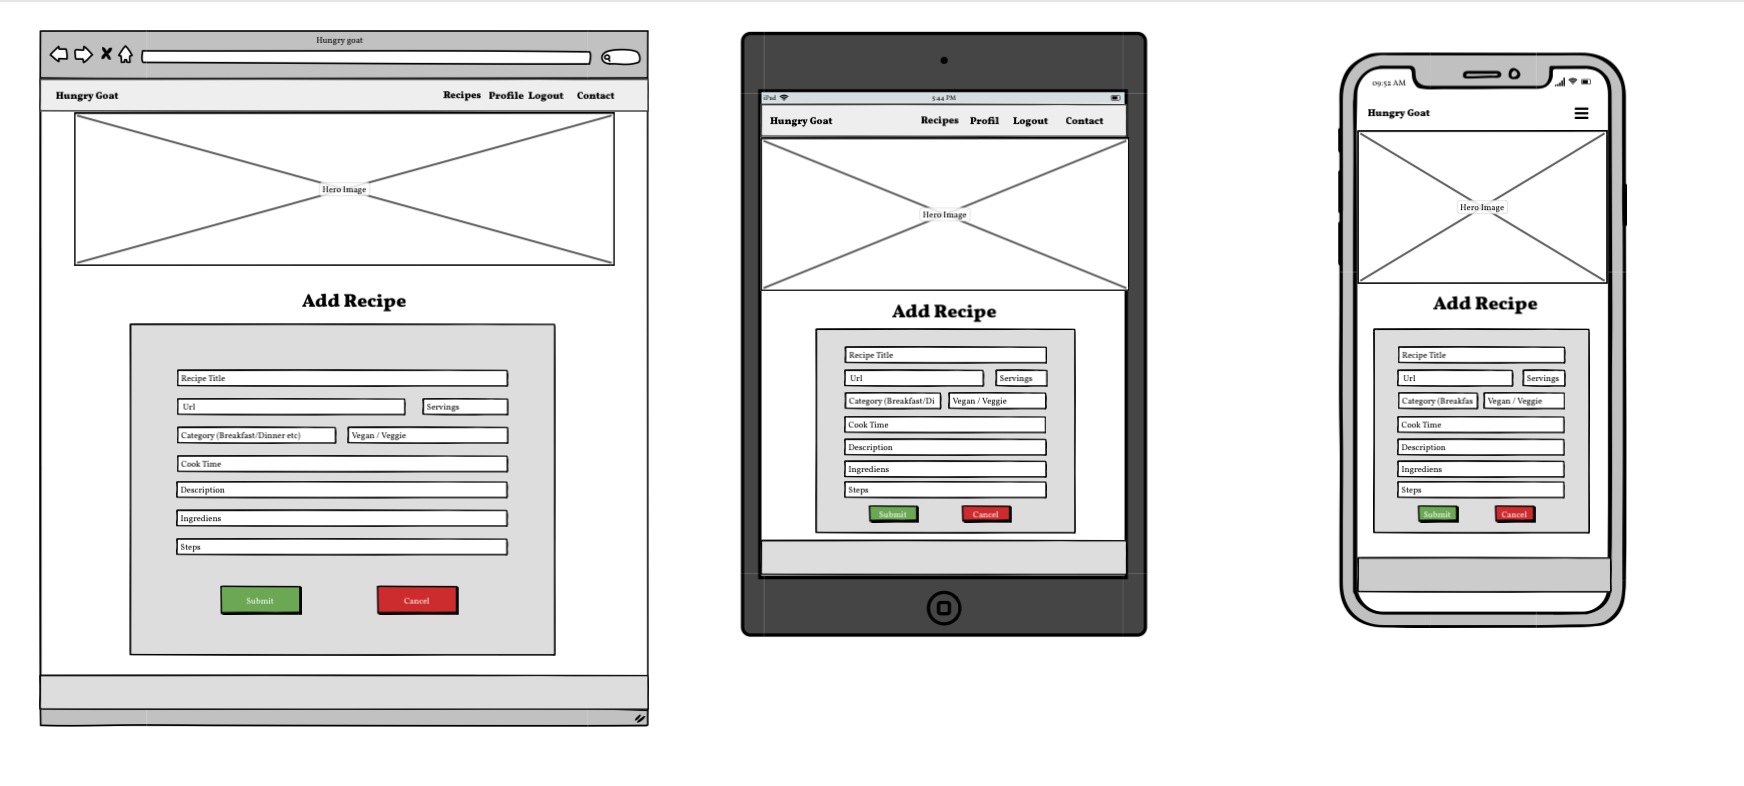 Hungry goat
Hungry Goat Recipes Profile Logout Contact
Hero Image
Add Recipe
Recipe Title
Url Servings
Category (Breakfast/Dinner etc) Vegan / Veggie
Cook Time
Description
Ingrediens
Steps
Submit Cancel
iPad 5:44 PM
Hungry Goat Recipes Profil Logout Contact
Hero Image
Add Recipe
Recipe Title
Url Servings
Category (Breakfast/Di Vegan / Veggie
Cook Time
Description
Ingrediens
Steps
Submit Cancel
09:52 AM
Hungry Goat
Hero Image
Add Recipe
Recipe Title
Url Servings
Category (Breakfas Vegan / Veggie
Cook Time
Description
Ingrediens
Steps
Submit Cancel